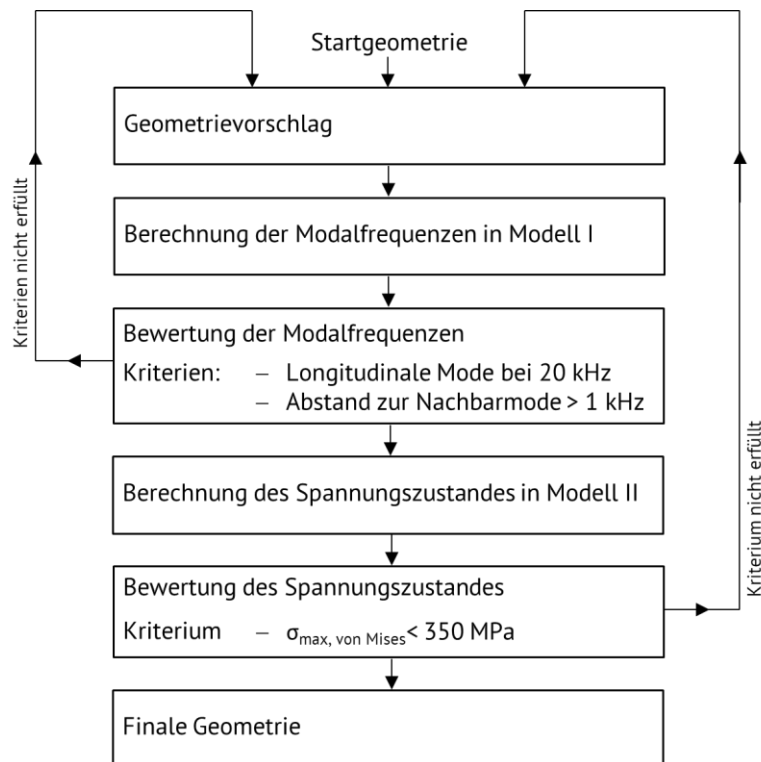 Startgeometrie
Geometrievorschlag
Berechnung der Modalfrequenzen in Modell I
Bewertung der Modalfrequenzen
Kriterien: – Longitudinale Mode bei 20 kHz
– Abstand zur Nachbarmode > 1 kHz
Kriterien nicht erfüllt
Berechnung des Spannungszustandes in Modell II
Bewertung des Spannungszustandes
Kriterium – σmax, von Mises < 350 MPa
Kriterium nicht erfüllt
Finale Geometrie